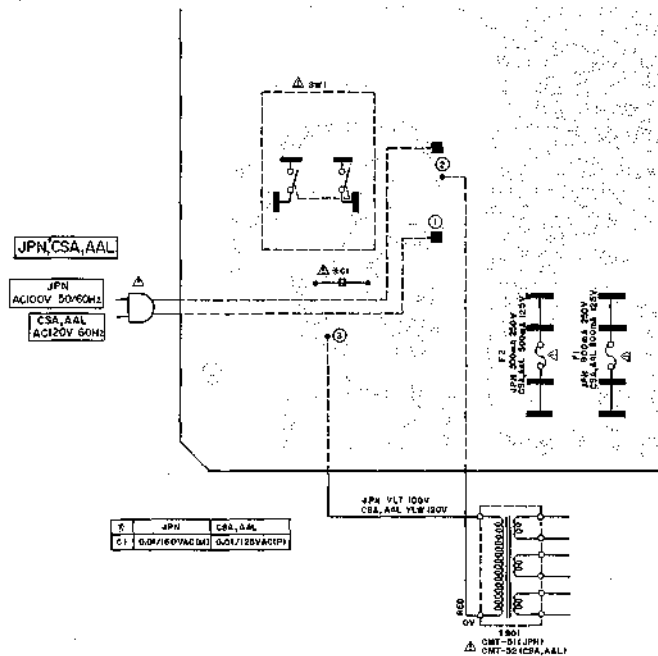 ⚠ SW1
②
①
JPN, CSA, AAL
⚠ ※C1
JPN
AC100V 50/60Hz
⚠
CSA, AAL
AC120V 60Hz
③
F2
JPN 500mA 250V
CSA, AAL 500mA 125V
⚠
F1
JPN 800mA 250V
CSA, AAL 800mA 125V
⚠
JPN VLT 100V
CSA, AAL YLW 120V
※ JPN CSA, AAL
C1 0.01/150VAC(M) 0.01/125VAC(P)
RED
0V
⚠ CMT-51(JPN)
CMT-52(CSA, AAL)